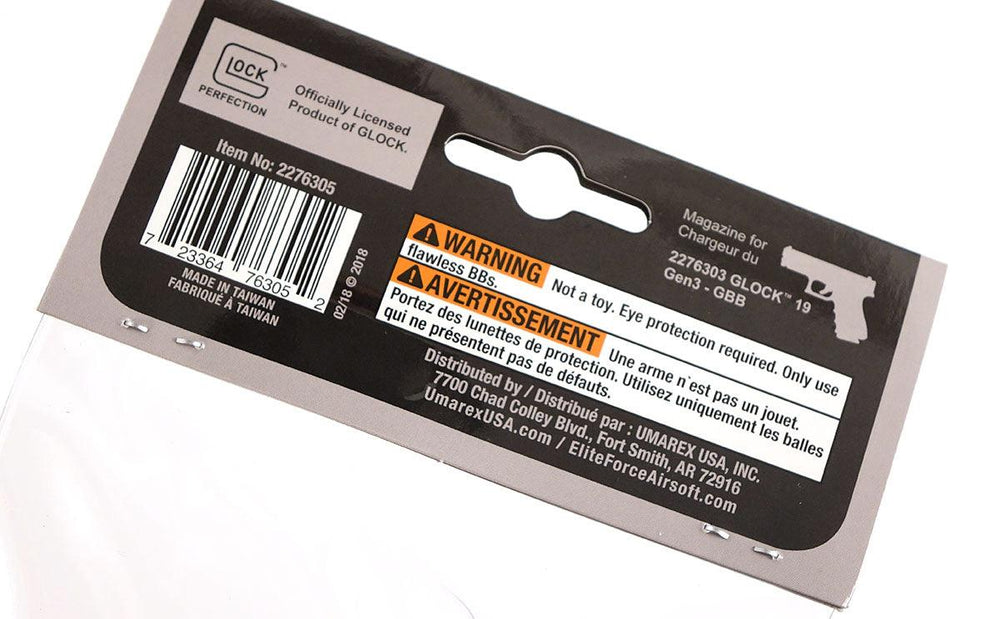 GLOCK™
PERFECTION
Officially Licensed
Product of GLOCK.
Item No: 2276305
7 23364 76305 2
MADE IN TAIWAN
FABRIQUÉ À TAIWAN
02/18 © 2018
Magazine for
Chargeur du
2276303 GLOCK™ 19
Gen3 - GBB
WARNING Not a toy. Eye protection required. Only use
flawless BBs.
AVERTISSEMENT Une arme n`est pas un jouet.
Portez des lunettes de protection. Utilisez uniquement les balles
qui ne présentent pas de défauts.
Distributed by / Distribué par : UMAREX USA, INC.
7700 Chad Colley Blvd., Fort Smith, AR 72916
UmarexUSA.com / EliteForceAirsoft.com